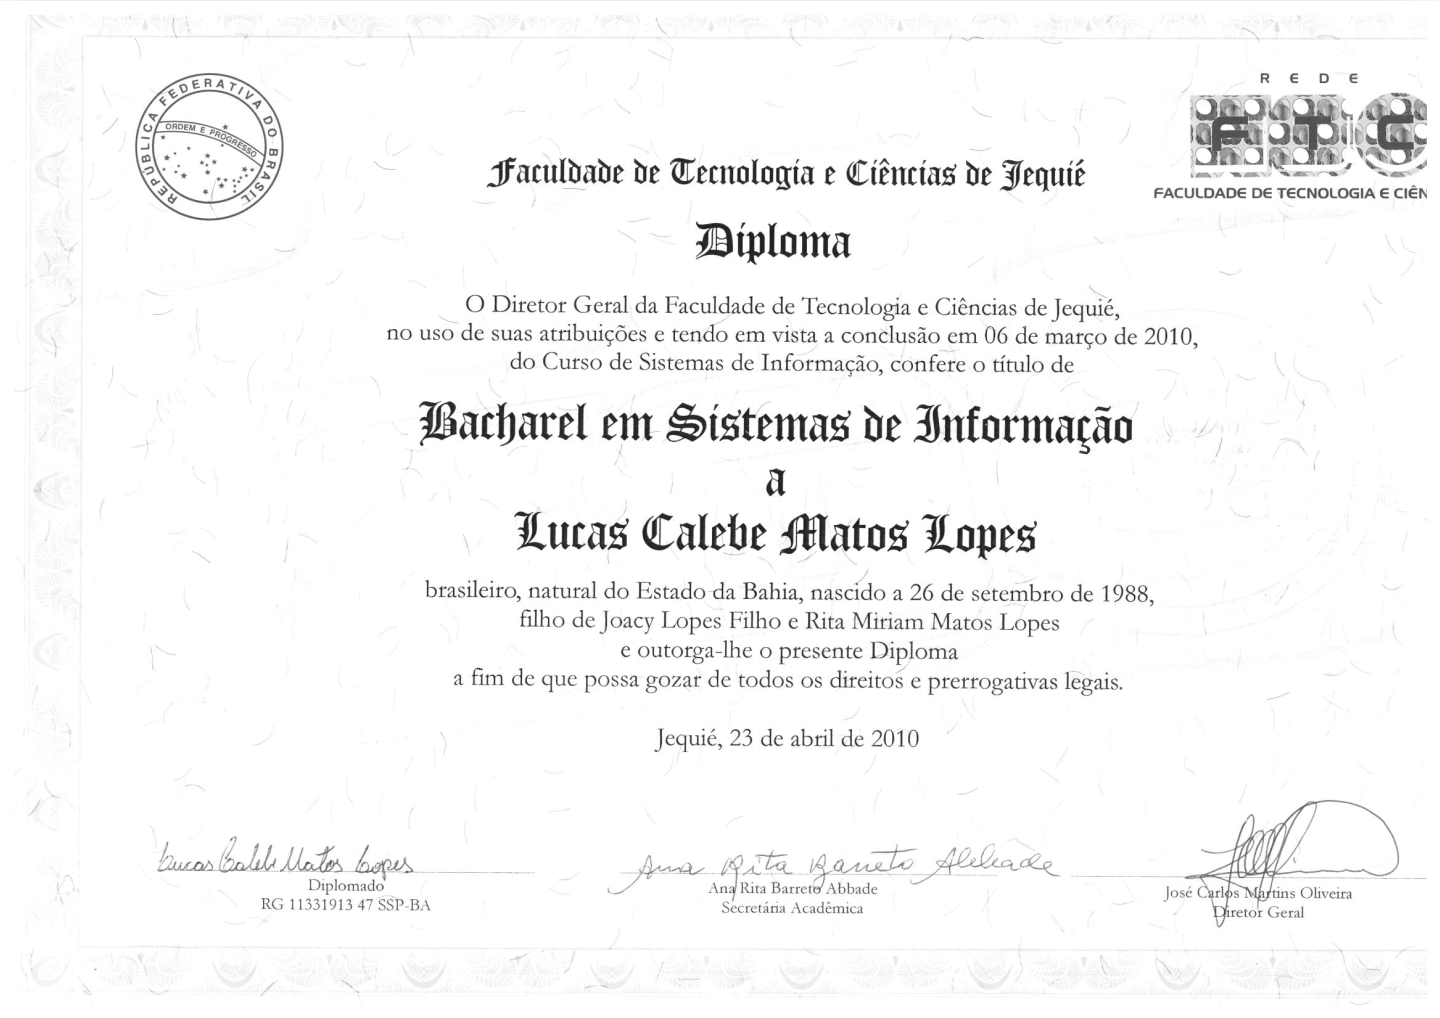 REPÚBLICA FEDERATIVA DO BRASIL
ORDEM E PROGRESSO
REDE
FTC
FACULDADE DE TECNOLOGIA E CIÊN
Faculdade de Tecnologia e Ciências de Jequié
Diploma
O Diretor Geral da Faculdade de Tecnologia e Ciências de Jequié,
no uso de suas atribuições e tendo em vista a conclusão em 06 de março de 2010,
do Curso de Sistemas de Informação, confere o título de
Bacharel em Sistemas de Informação
a
Lucas Calebe Matos Lopes
brasileiro, natural do Estado da Bahia, nascido a 26 de setembro de 1988,
filho de Joacy Lopes Filho e Rita Miriam Matos Lopes
e outorga-lhe o presente Diploma
a fim de que possa gozar de todos os direitos e prerrogativas legais.
Jequié, 23 de abril de 2010
Lucas Calebe Matos Lopes
Diplomado
RG 11331913 47 SSP-BA
Ana Rita Barreto Abbade
Ana Rita Barreto Abbade
Secretária Acadêmica
José Carlos Martins Oliveira
Diretor Geral